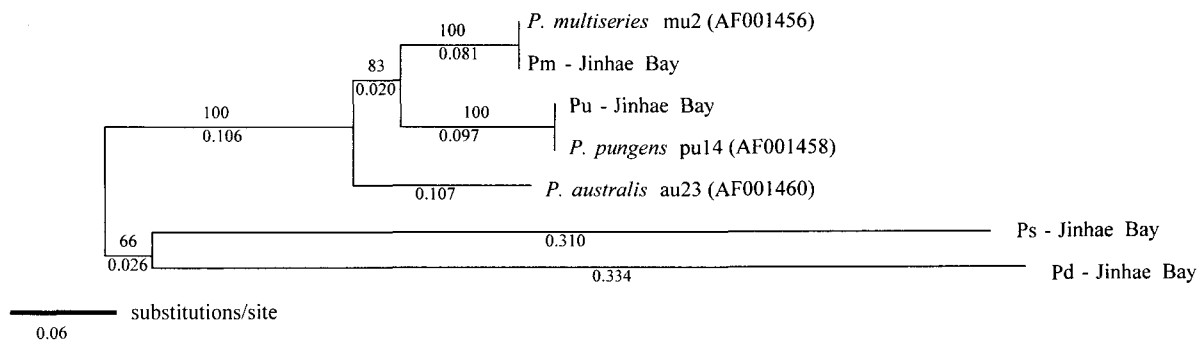 P. multiseries mu2 (AF001456)
100
0.081
Pm - Jinhae Bay
83
0.020
Pu - Jinhae Bay
100
0.097
100
0.106
P. pungens pu14 (AF001458)
P. australis au23 (AF001460)
0.107
Ps - Jinhae Bay
66
0.310
0.026
Pd - Jinhae Bay
0.334
substitutions/site
0.06